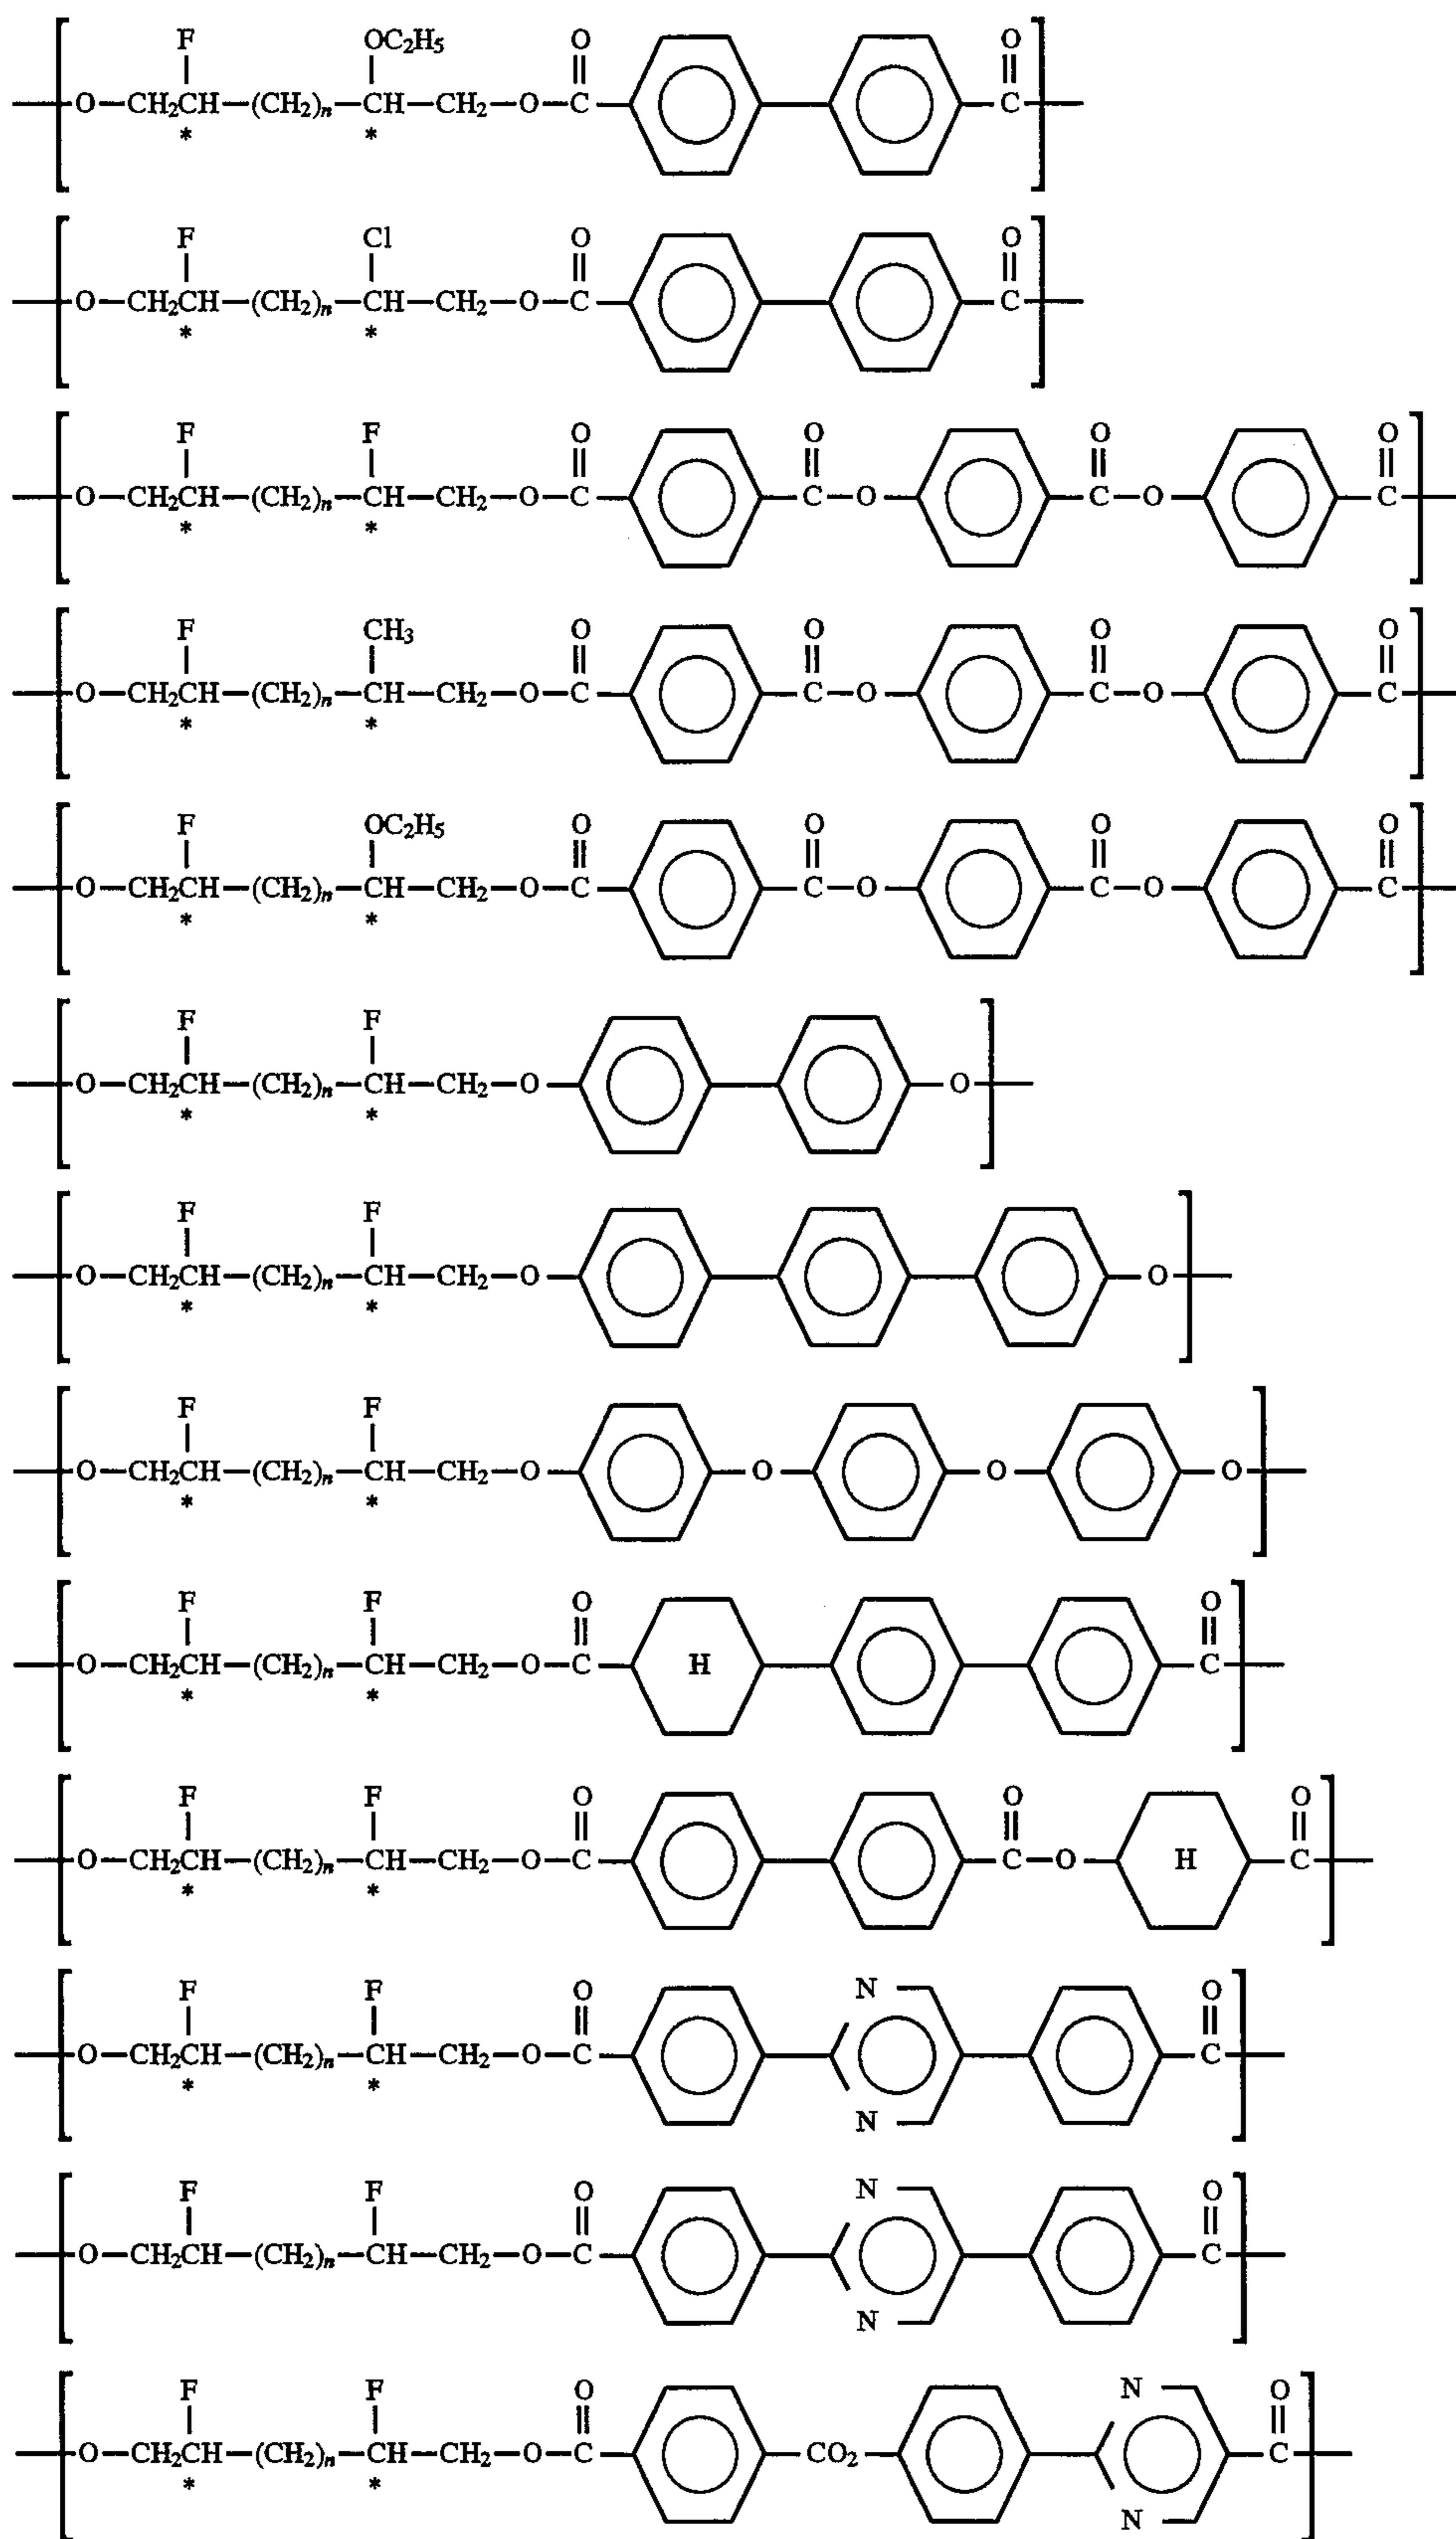 F OC₂H₅ O O
O—CH₂CH—(CH₂)ₙ—CH—CH₂—O—C C
* *
F Cl O O
O—CH₂CH—(CH₂)ₙ—CH—CH₂—O—C C
* *
F F O O O O
O—CH₂CH—(CH₂)ₙ—CH—CH₂—O—C C—O C—O C
* *
F CH₃ O O O O
O—CH₂CH—(CH₂)ₙ—CH—CH₂—O—C C—O C—O C
* *
F OC₂H₅ O O O O
O—CH₂CH—(CH₂)ₙ—CH—CH₂—O—C C—O C—O C
* *
F F
O—CH₂CH—(CH₂)ₙ—CH—CH₂—O O
* *
F F
O—CH₂CH—(CH₂)ₙ—CH—CH₂—O O
* *
F F
O—CH₂CH—(CH₂)ₙ—CH—CH₂—O O O O
* *
F F O O
O—CH₂CH—(CH₂)ₙ—CH—CH₂—O—C H C
* *
F F O O O
O—CH₂CH—(CH₂)ₙ—CH—CH₂—O—C C—O H C
* *
F F O N O
O—CH₂CH—(CH₂)ₙ—CH—CH₂—O—C C
* * N
F F O N O
O—CH₂CH—(CH₂)ₙ—CH—CH₂—O—C C
N
F F O N O
O—CH₂CH—(CH₂)ₙ—CH—CH₂—O—C CO₂ C
* * N